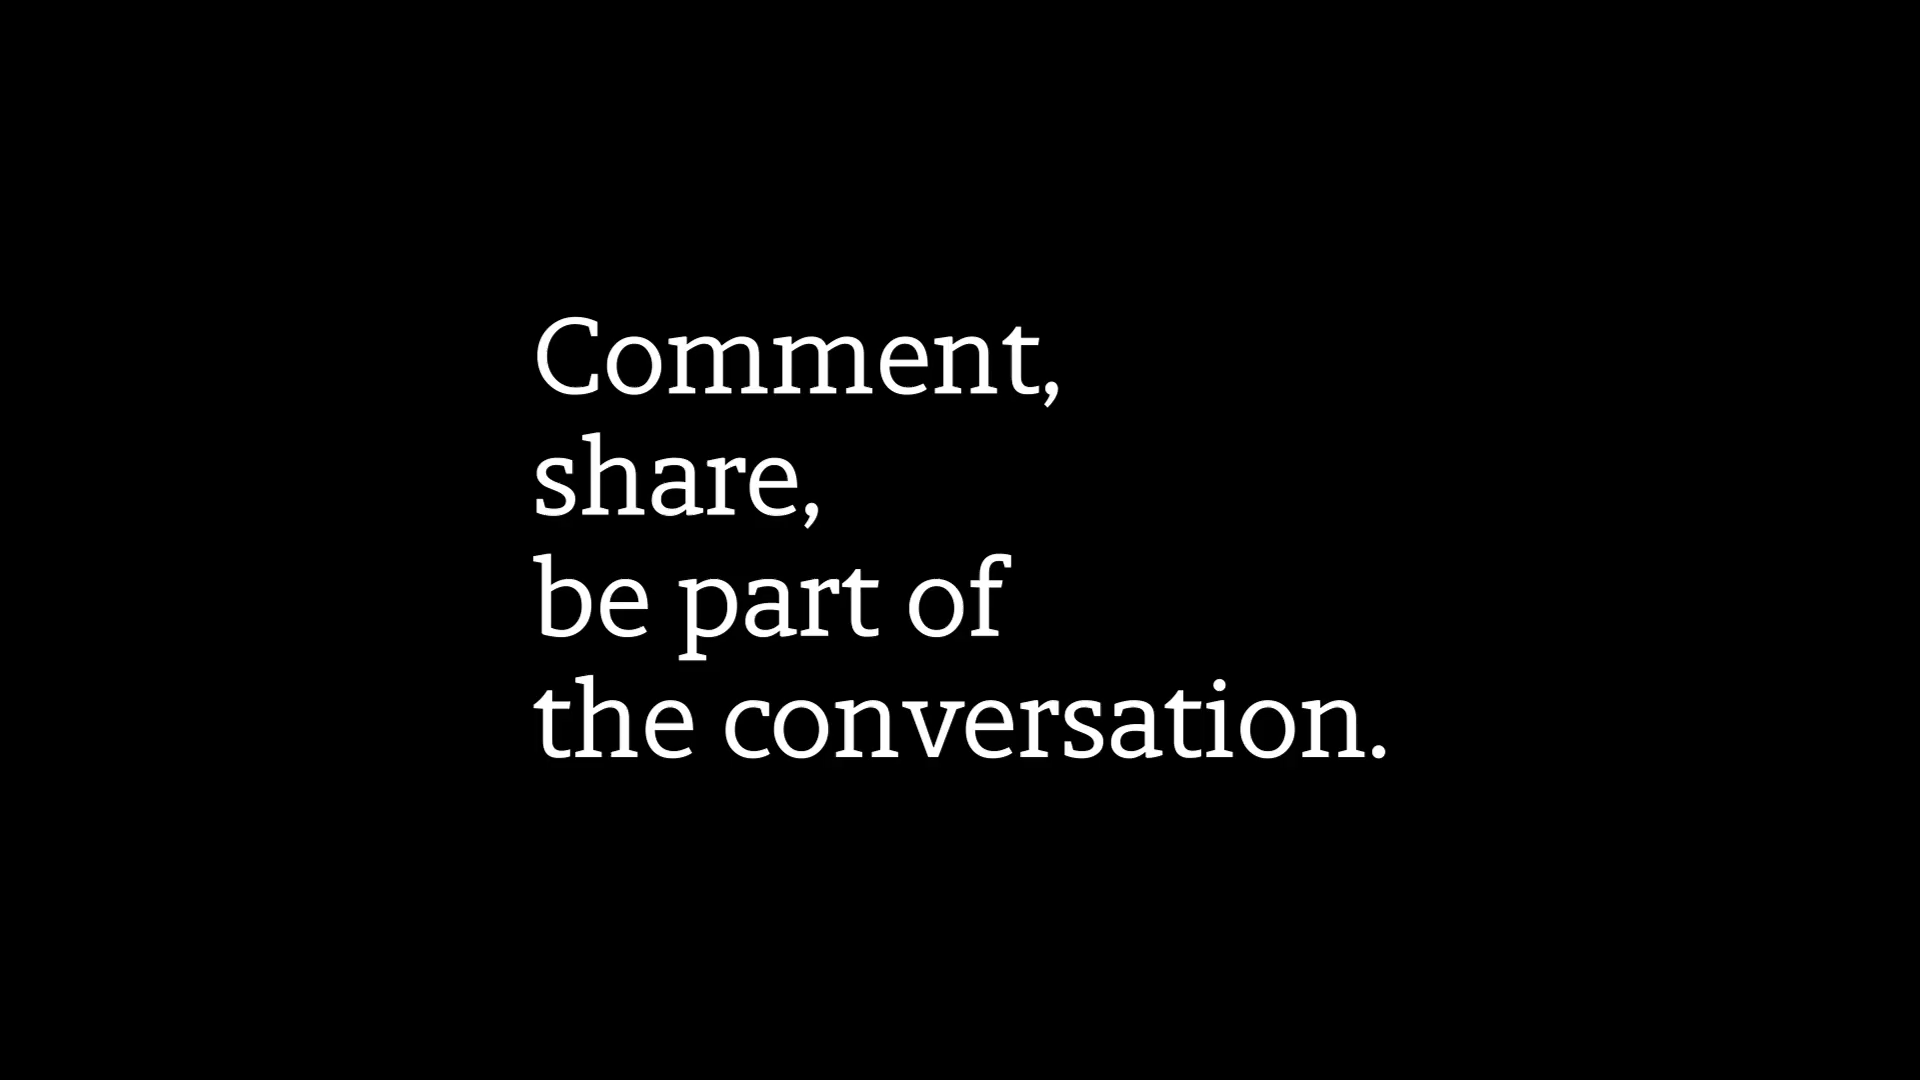 Comment,
share,
be part of
the conversation.